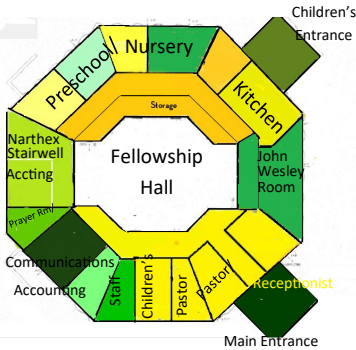 Children's
Entrance
Nursery
Preschool
Kitchen
Storage
Narthex
Stairwell
Accting
Fellowship
Hall
John
Wesley
Room
Prayer Rm
Communications
Accounting
Staff
Children's
Pastor
Pastor
Receptionist
Main Entrance